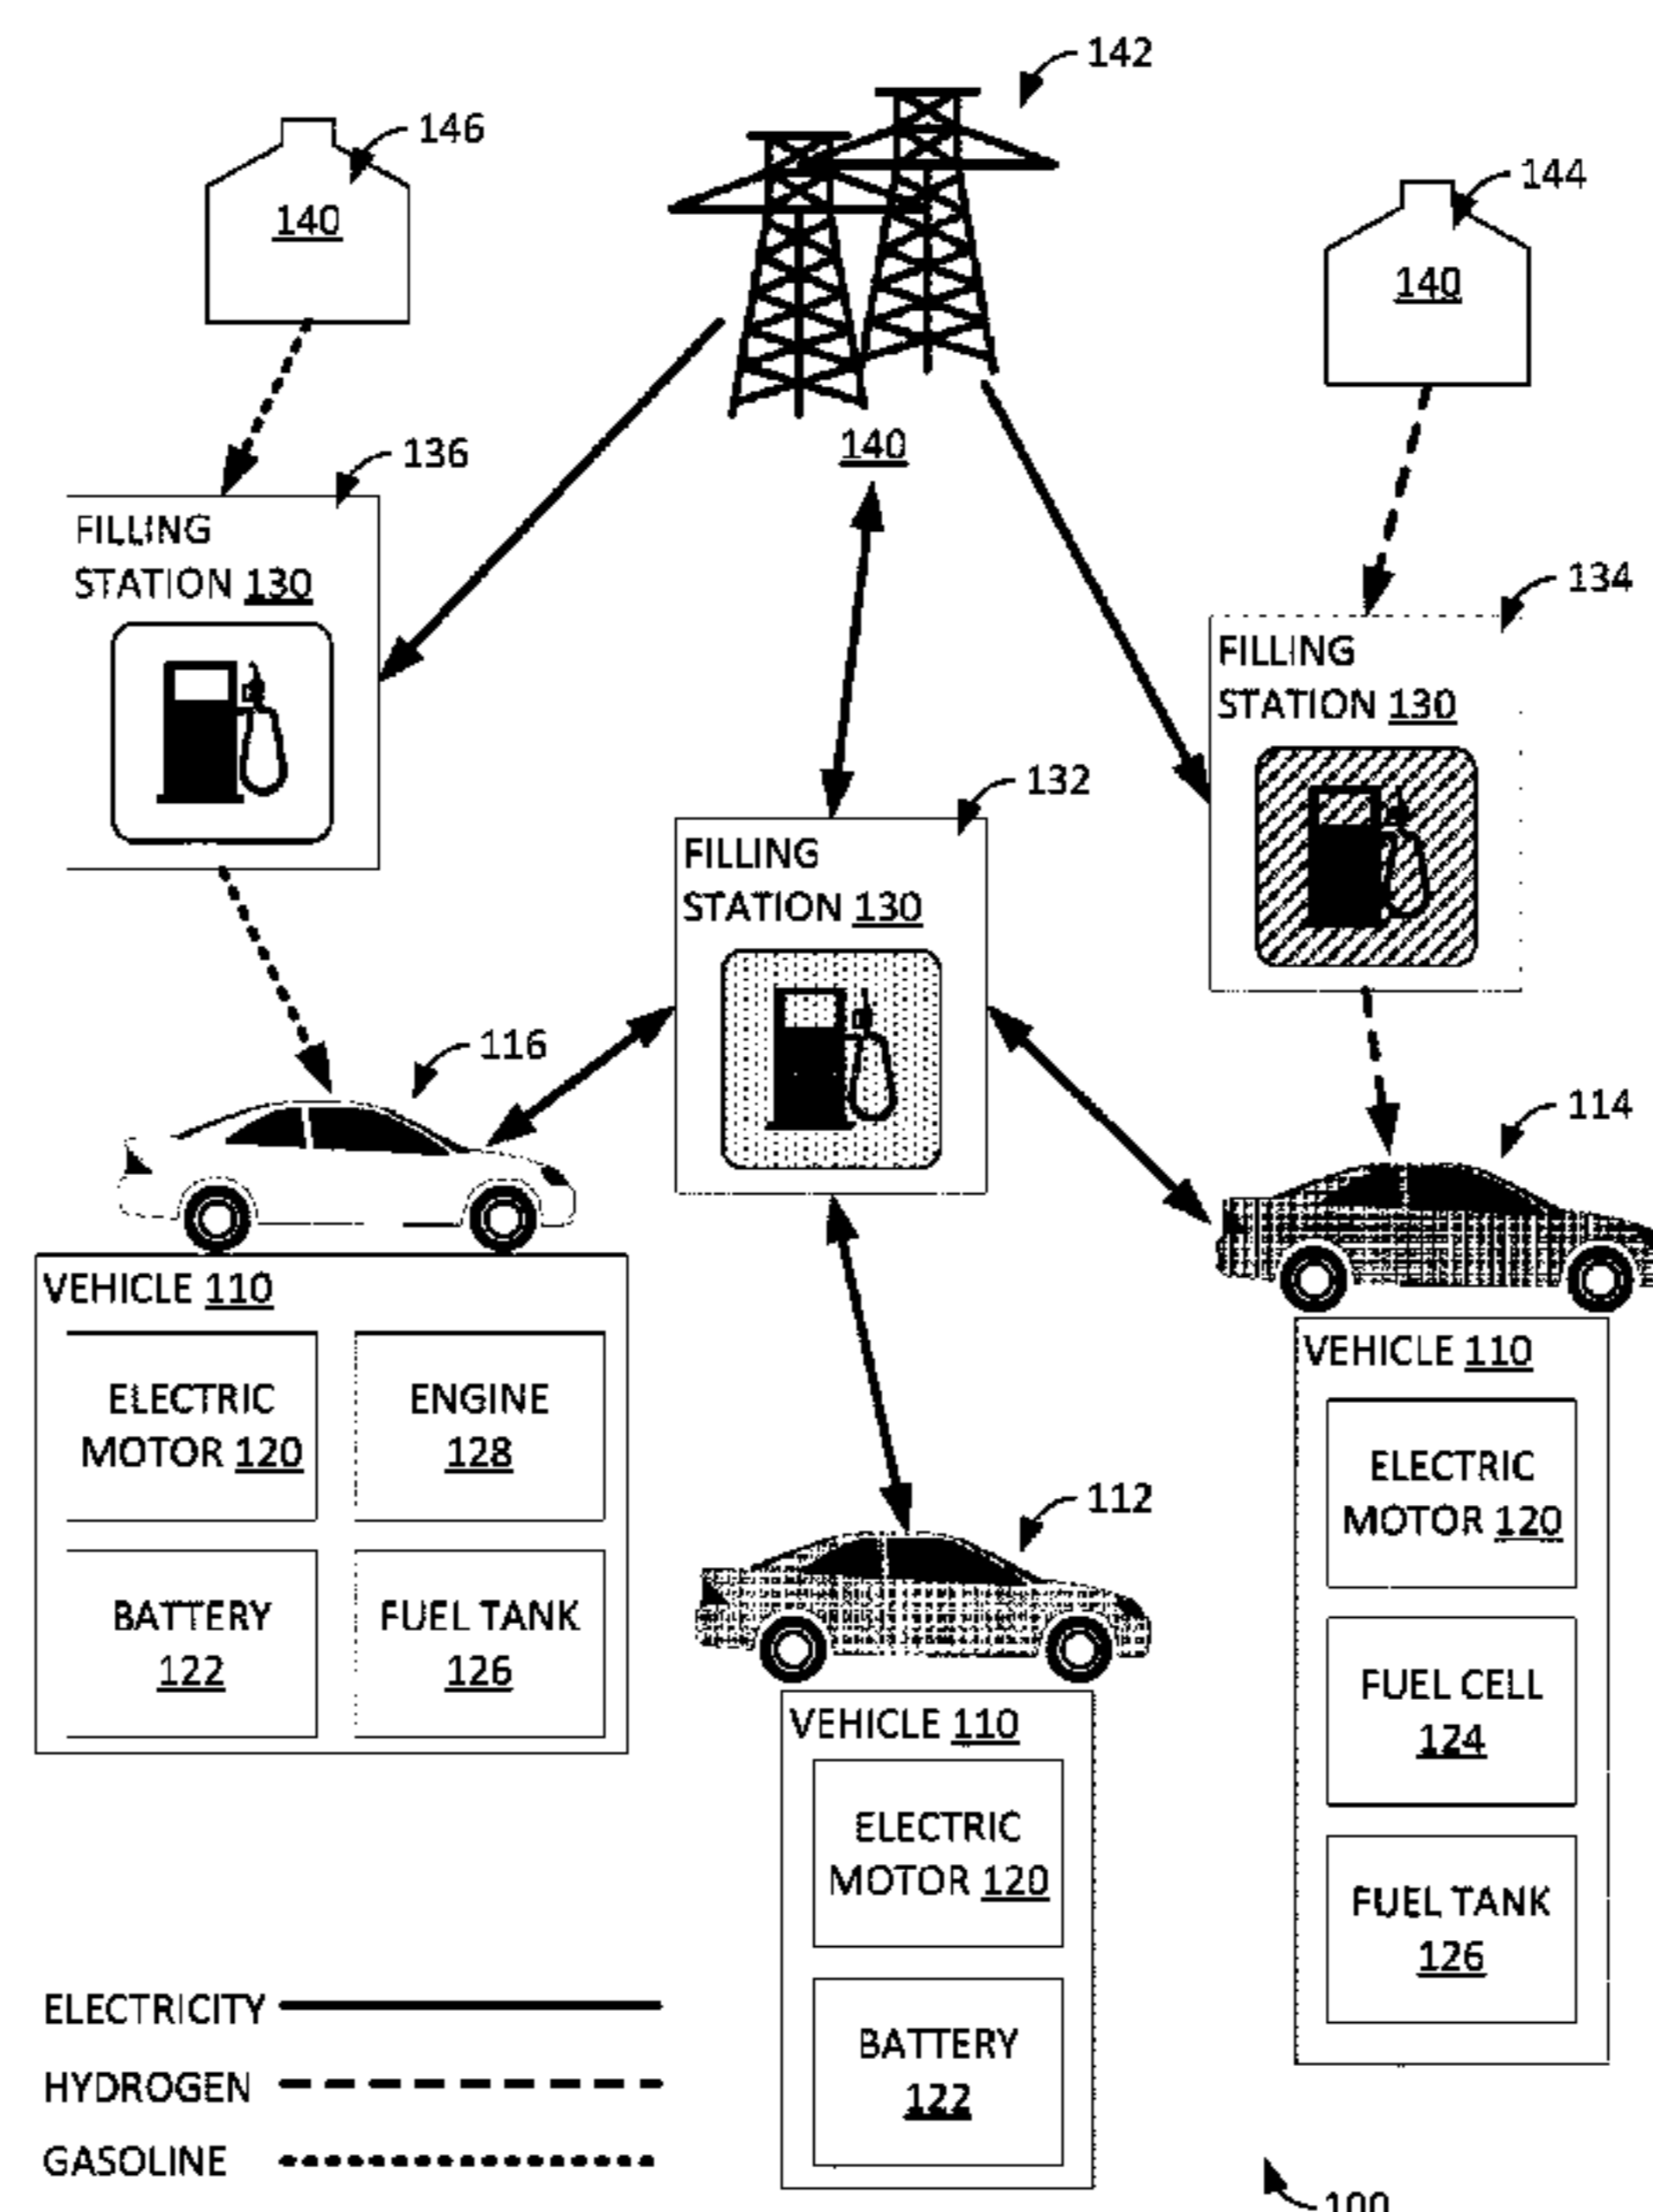 142
146
144
140
140
140
136
FILLING
STATION 130
134
FILLING
STATION 130
132
FILLING
STATION 130
116
114
VEHICLE 110
ELECTRIC
MOTOR 120
ENGINE
128
BATTERY
122
FUEL TANK
126
VEHICLE 110
ELECTRIC
MOTOR 120
FUEL CELL
124
FUEL TANK
126
112
VEHICLE 110
ELECTRIC
MOTOR 120
BATTERY
122
ELECTRICITY
HYDROGEN
GASOLINE
100